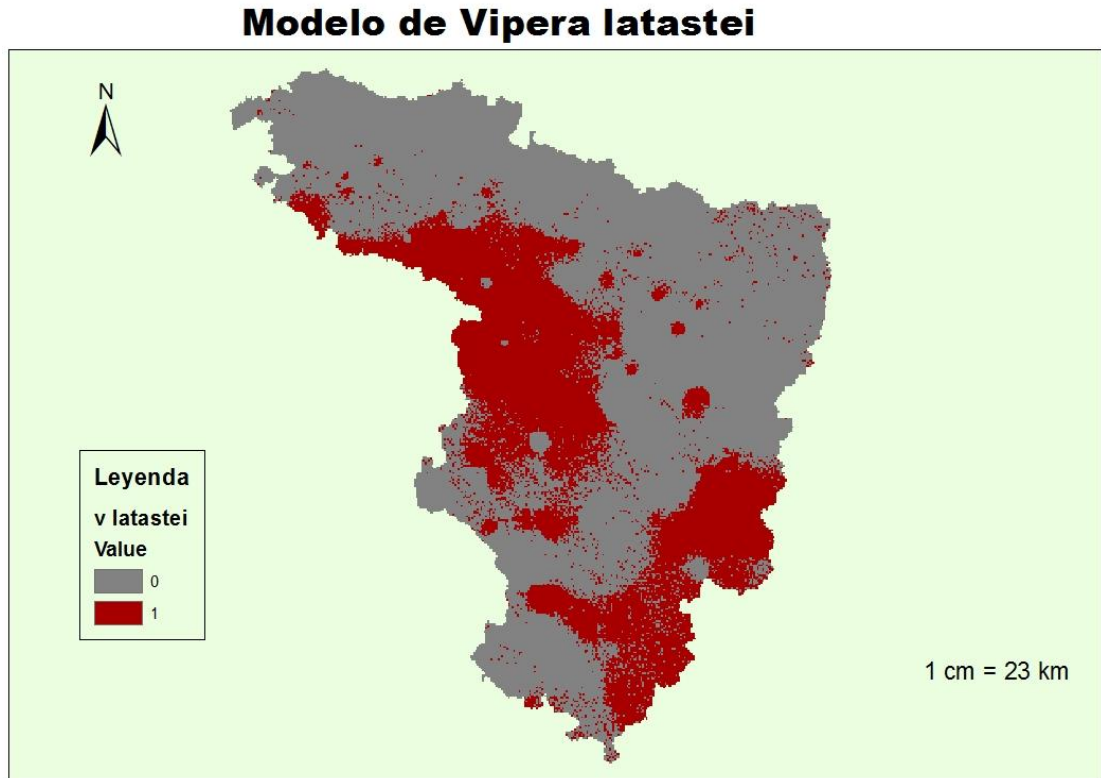 Modelo de Vipera latastei
N
Leyenda
v latastei
Value
0
1
1 cm = 23 km